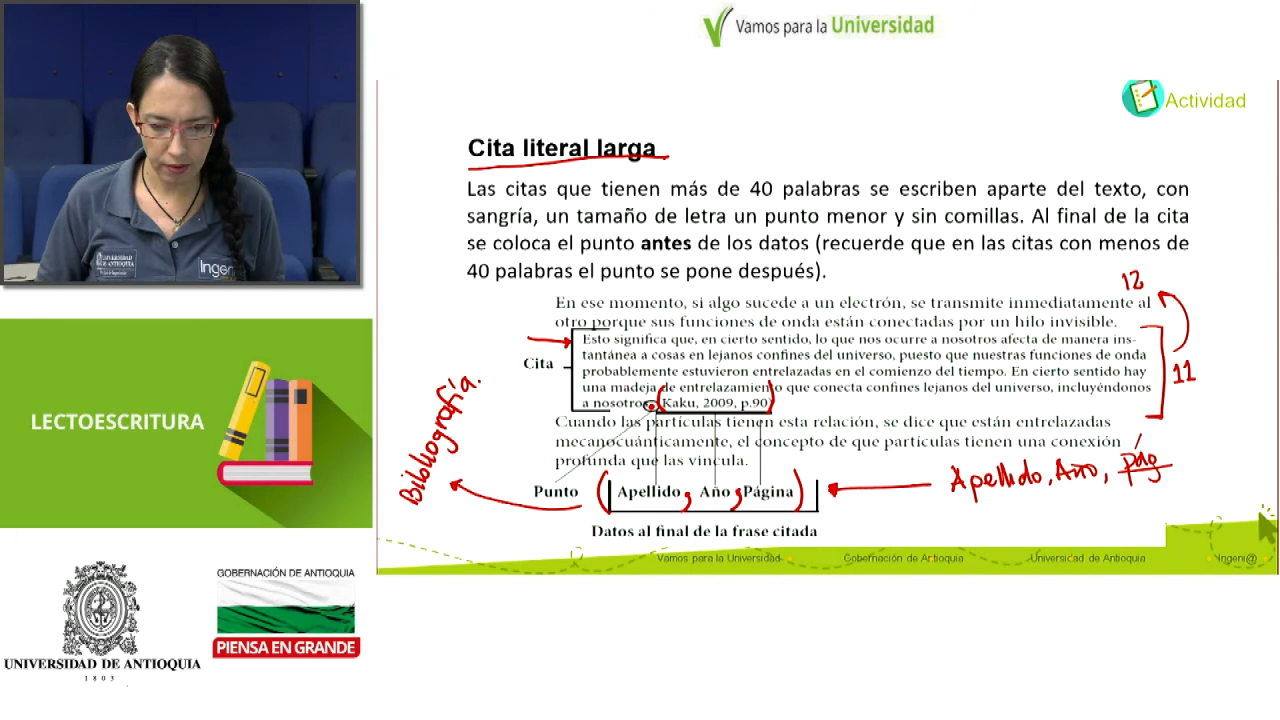 Vamos para la Universidad
Actividad
Cita literal larga
Las citas que tienen más de 40 palabras se escriben aparte del texto, con
sangría, un tamaño de letra un punto menor y sin comillas. Al final de la cita
se coloca el punto antes de los datos (recuerde que en las citas con menos de
40 palabras el punto se pone después).
12
En ese momento, si algo sucede a un electrón, se transmite inmediatamente al
otro porque sus funciones de onda están conectadas por un hilo invisible.
Cita
Esto significa que, en cierto sentido, lo que nos ocurre a nosotros afecta de manera ins-
tantánea a cosas en lejanos confines del universo, puesto que nuestras funciones de onda
probablemente estuvieron entrelazadas en el comienzo del tiempo. En cierto sentido hay
una madeja de entrelazamiento que conecta confines lejanos del universo, incluyéndonos
a nosotros. (Kaku, 2009, p.90)
11
Cuando las partículas tienen esta relación, se dice que están entrelazadas
mecanocuánticamente, el concepto de que partículas tienen una conexión
profunda que las vincula.
Bibliografía.
Punto (Apellido, Año, Página)
Apellido, Año, pág
Datos al final de la frase citada
Vamos para la Universidad Gobernación de Antioquia Universidad de Antioquia Ingeni@
UNIVERSIDAD DE ANTIOQUIA
Ingeni
LECTOESCRITURA
UNIVERSIDAD DE ANTIOQUIA
1803
GOBERNACIÓN DE ANTIOQUIA
PIENSA EN GRANDE